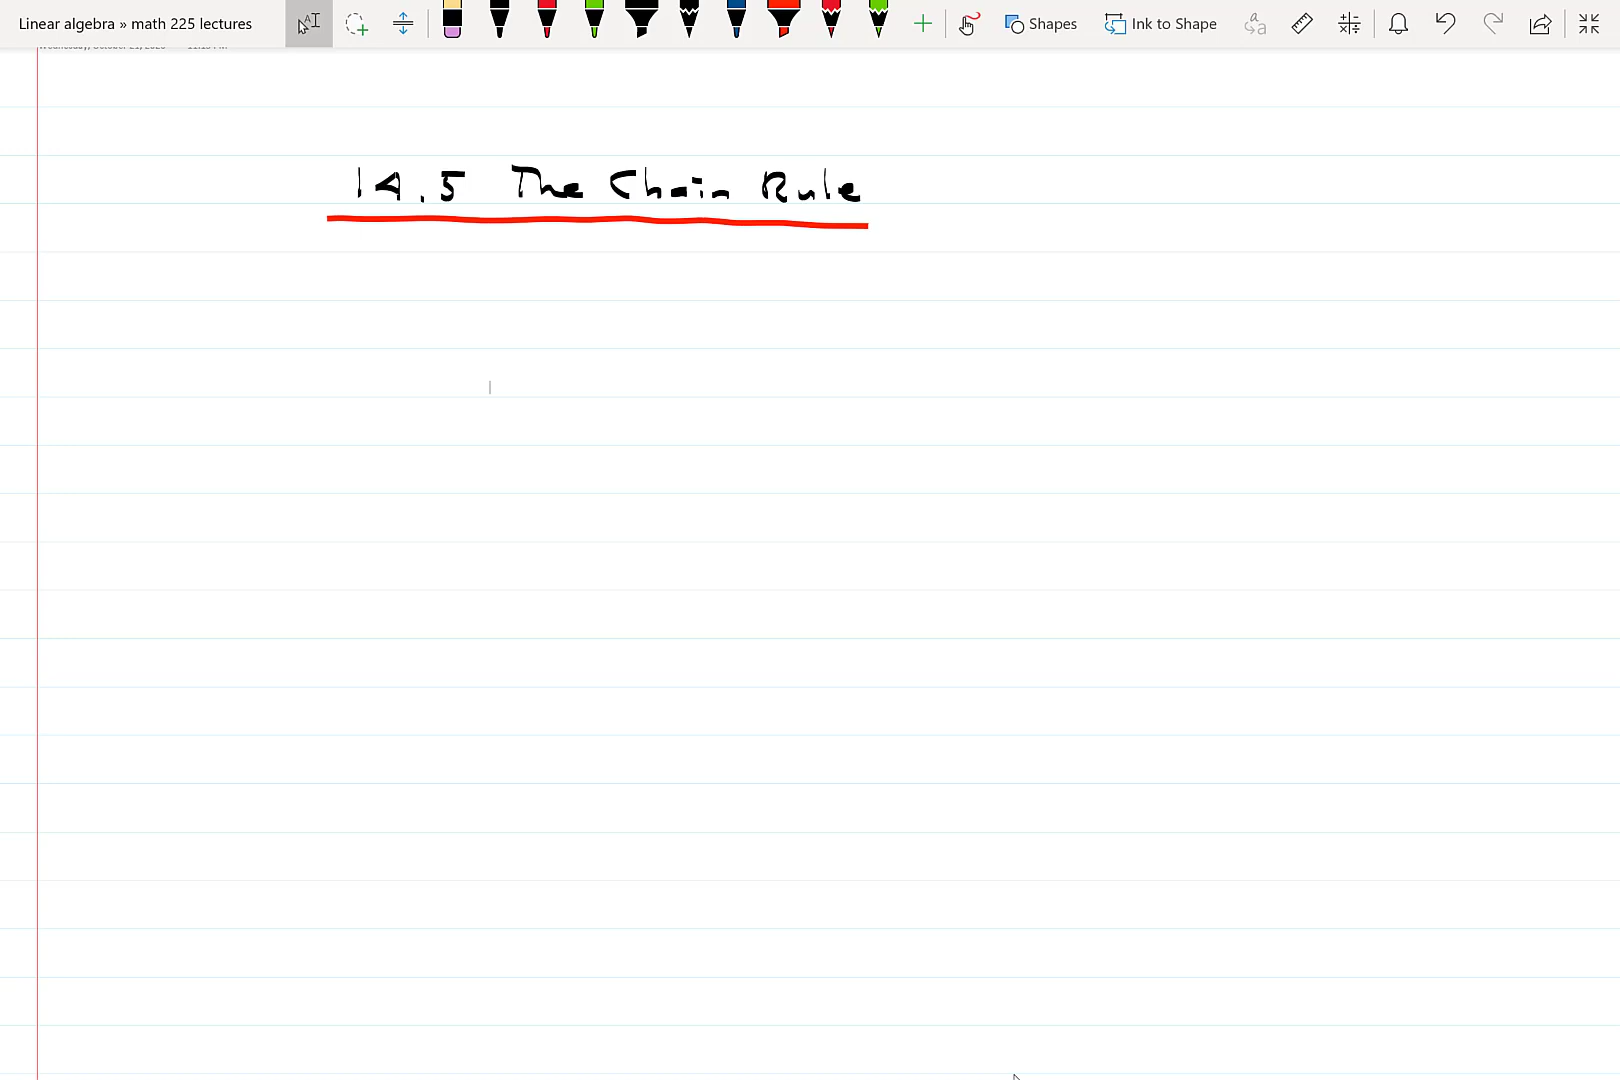 Linear algebra » math 225 lectures
Shapes
Ink to Shape
14.5 The Chain Rule